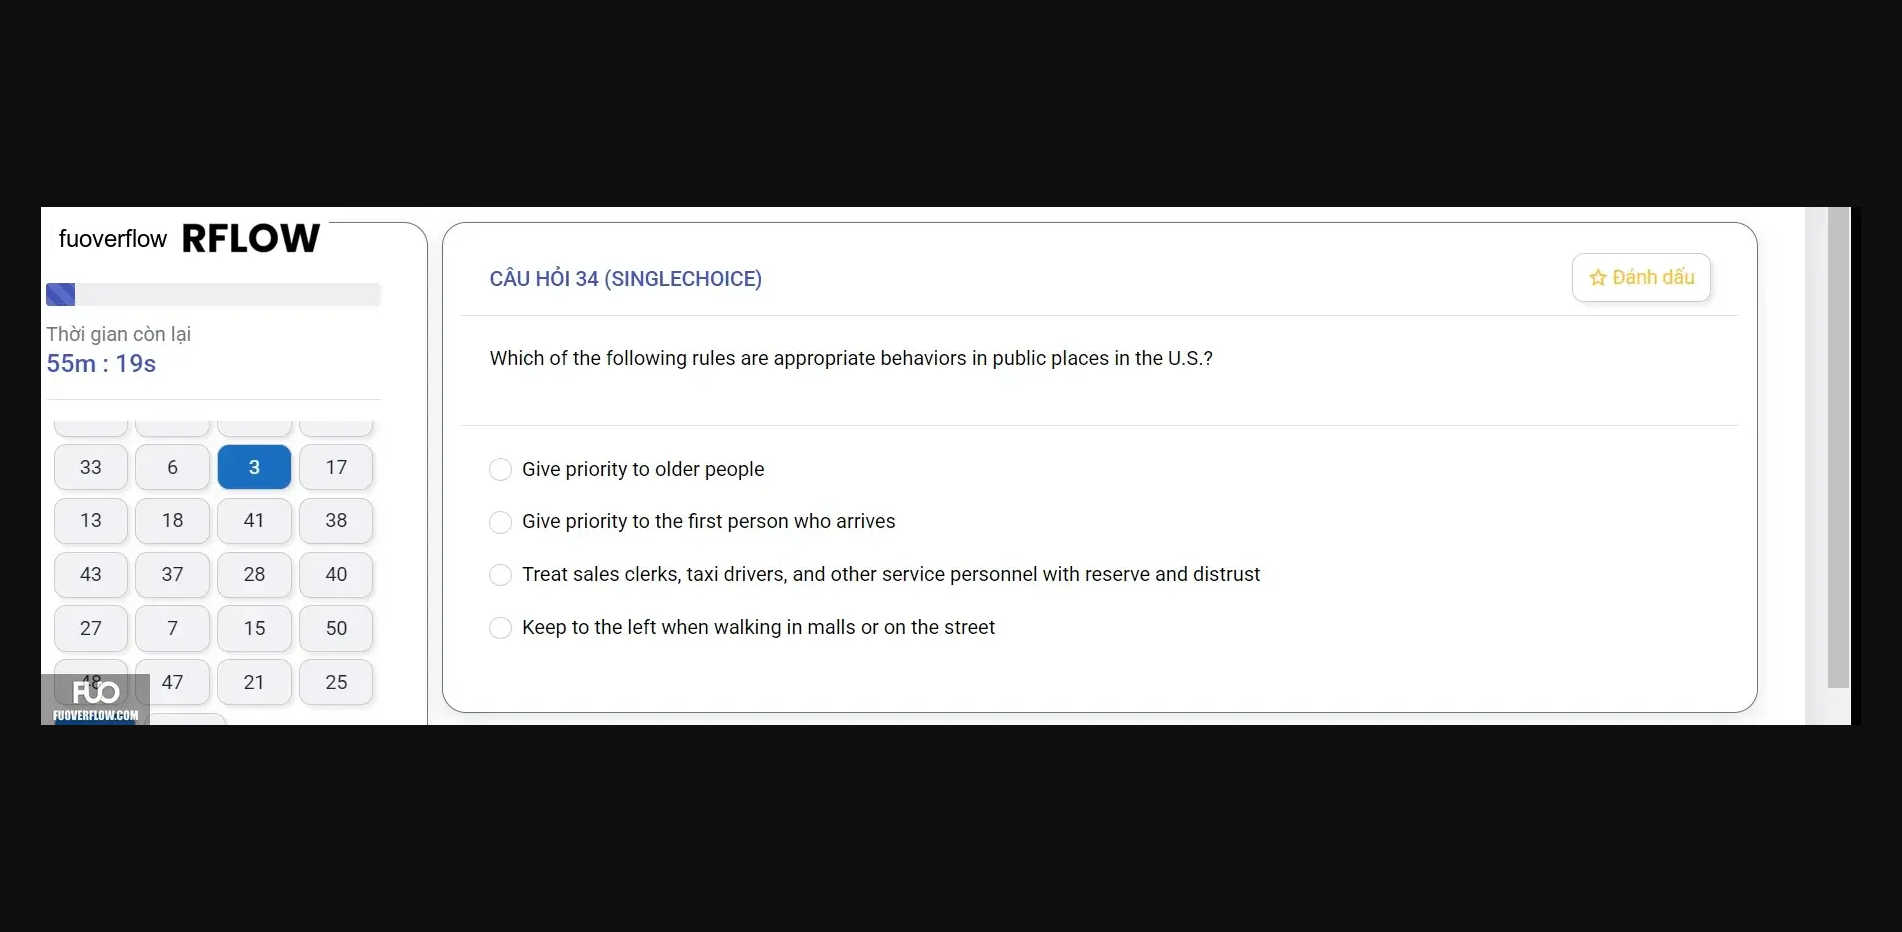 fuoverflow RFLOW
Thời gian còn lại
55m : 19s
33 6 3 17
13 18 41 38
43 37 28 40
27 7 15 50
48 47 21 25
FUO
FUOVERFLOW.COM
CÂU HỎI 34 (SINGLECHOICE)
Đánh dấu
Which of the following rules are appropriate behaviors in public places in the U.S.?
Give priority to older people
Give priority to the first person who arrives
Treat sales clerks, taxi drivers, and other service personnel with reserve and distrust
Keep to the left when walking in malls or on the street